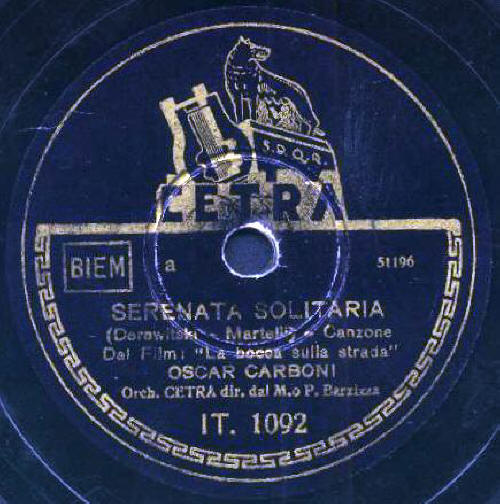 S.P.Q.R.
CETRA
BIEM a 51196
SERENATA SOLITARIA
(Derewitski - Martelli) - Canzone
Dal Film: "La bocca sulla strada"
OSCAR CARBONI
Orch. CETRA dir. dal M.o P. Barzizza
IT. 1092